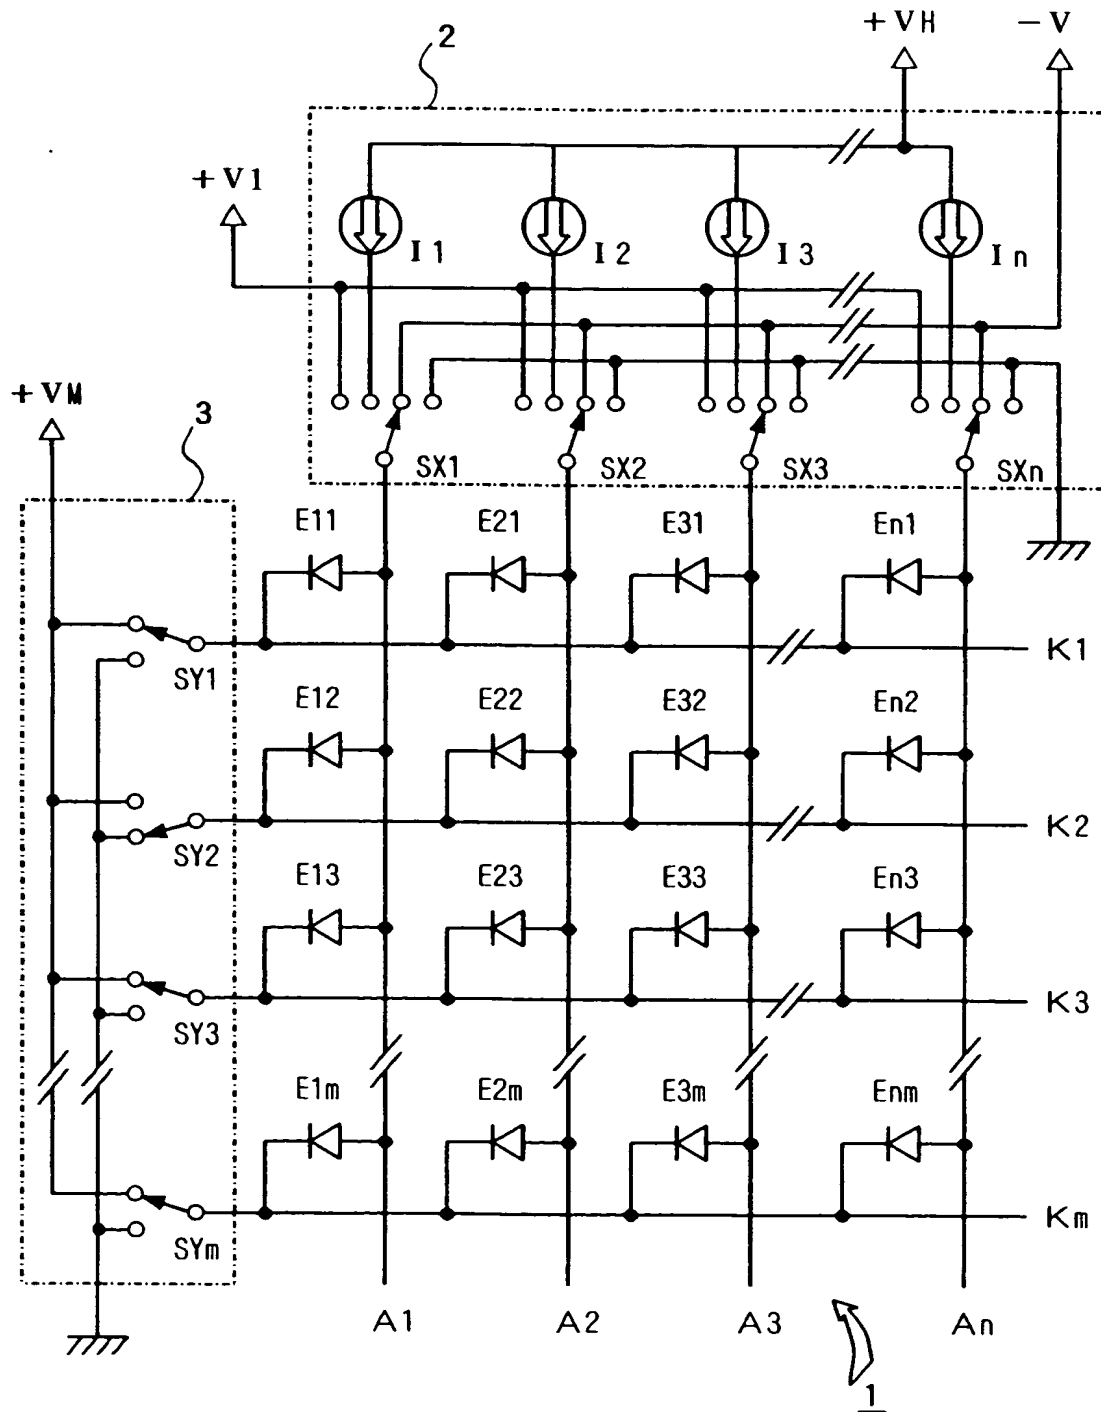 2
+VH
-V
+V1
I1
I2
I3
In
+VM
3
SX1
SX2
SX3
SXn
E11
E21
E31
En1
SY1
K1
E12
E22
E32
En2
SY2
K2
E13
E23
E33
En3
SY3
K3
E1m
E2m
E3m
Enm
SYm
Km
A1
A2
A3
An
1